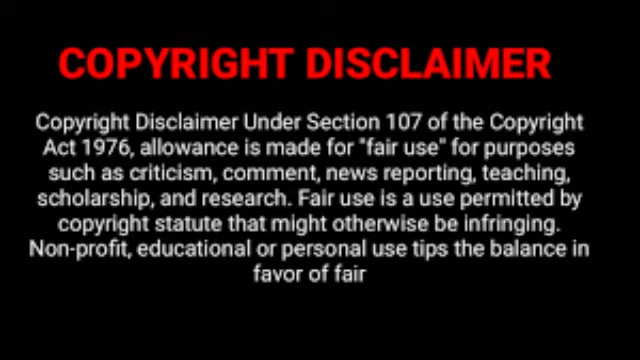 COPYRIGHT DISCLAIMER
Copyright Disclaimer Under Section 107 of the Copyright
Act 1976, allowance is made for "fair use" for purposes
such as criticism, comment, news reporting, teaching,
scholarship, and research. Fair use is a use permitted by
copyright statute that might otherwise be infringing.
Non-profit, educational or personal use tips the balance in
favor of fair